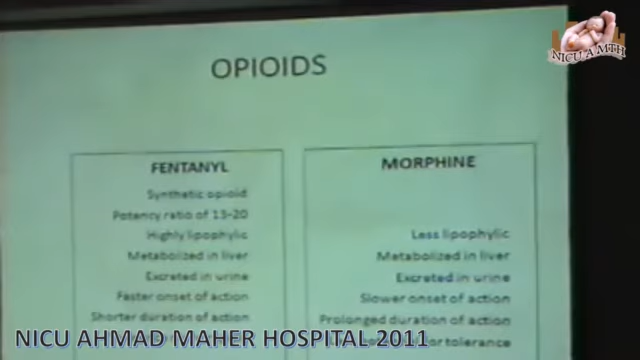 OPIOIDS
FENTANYL
Synthetic opioid
Potency ratio of 13-20
Highly lipophylic
Metabolized in liver
Excreted in urine
Faster onset of action
Shorter duration of action
MORPHINE
Less lipophylic
Metabolized in liver
Excreted in urine
Slower onset of action
Prolonged duration of action
or tolerance
NICU AHMAD MAHER HOSPITAL 2011
NICU AMTH